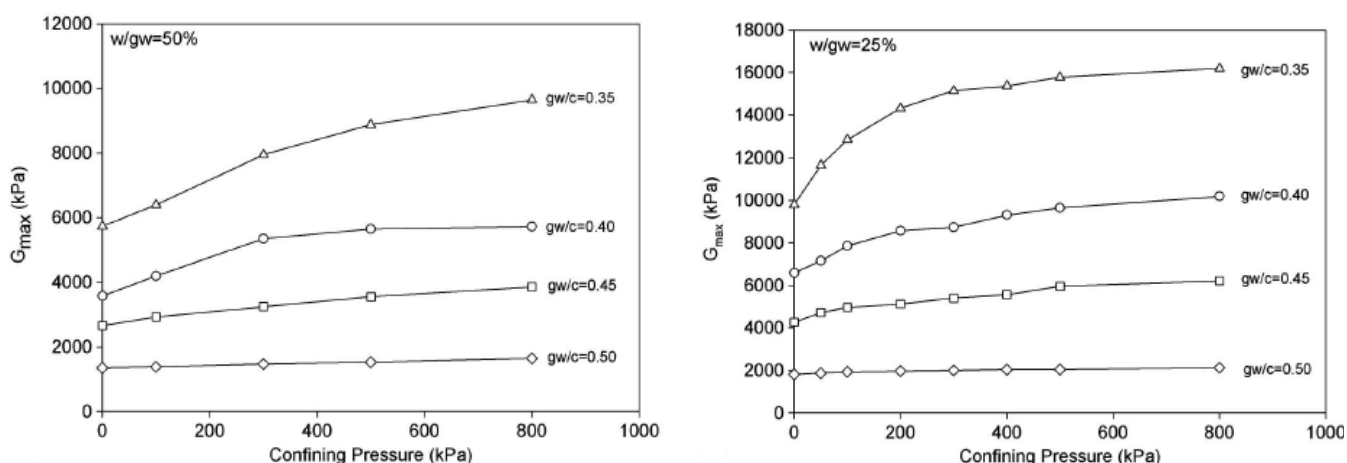 12000
10000
8000
6000
4000
2000
0
G max (kPa)
w/gw=50%
gw/c=0.35
gw/c=0.40
gw/c=0.45
gw/c=0.50
0 200 400 600 800 1000
Confining Pressure (kPa)
18000
16000
14000
12000
10000
8000
6000
4000
2000
0
G max (kPa)
w/gw=25%
gw/c=0.35
gw/c=0.40
gw/c=0.45
gw/c=0.50
0 200 400 600 800 1000
Confining Pressure (kPa)